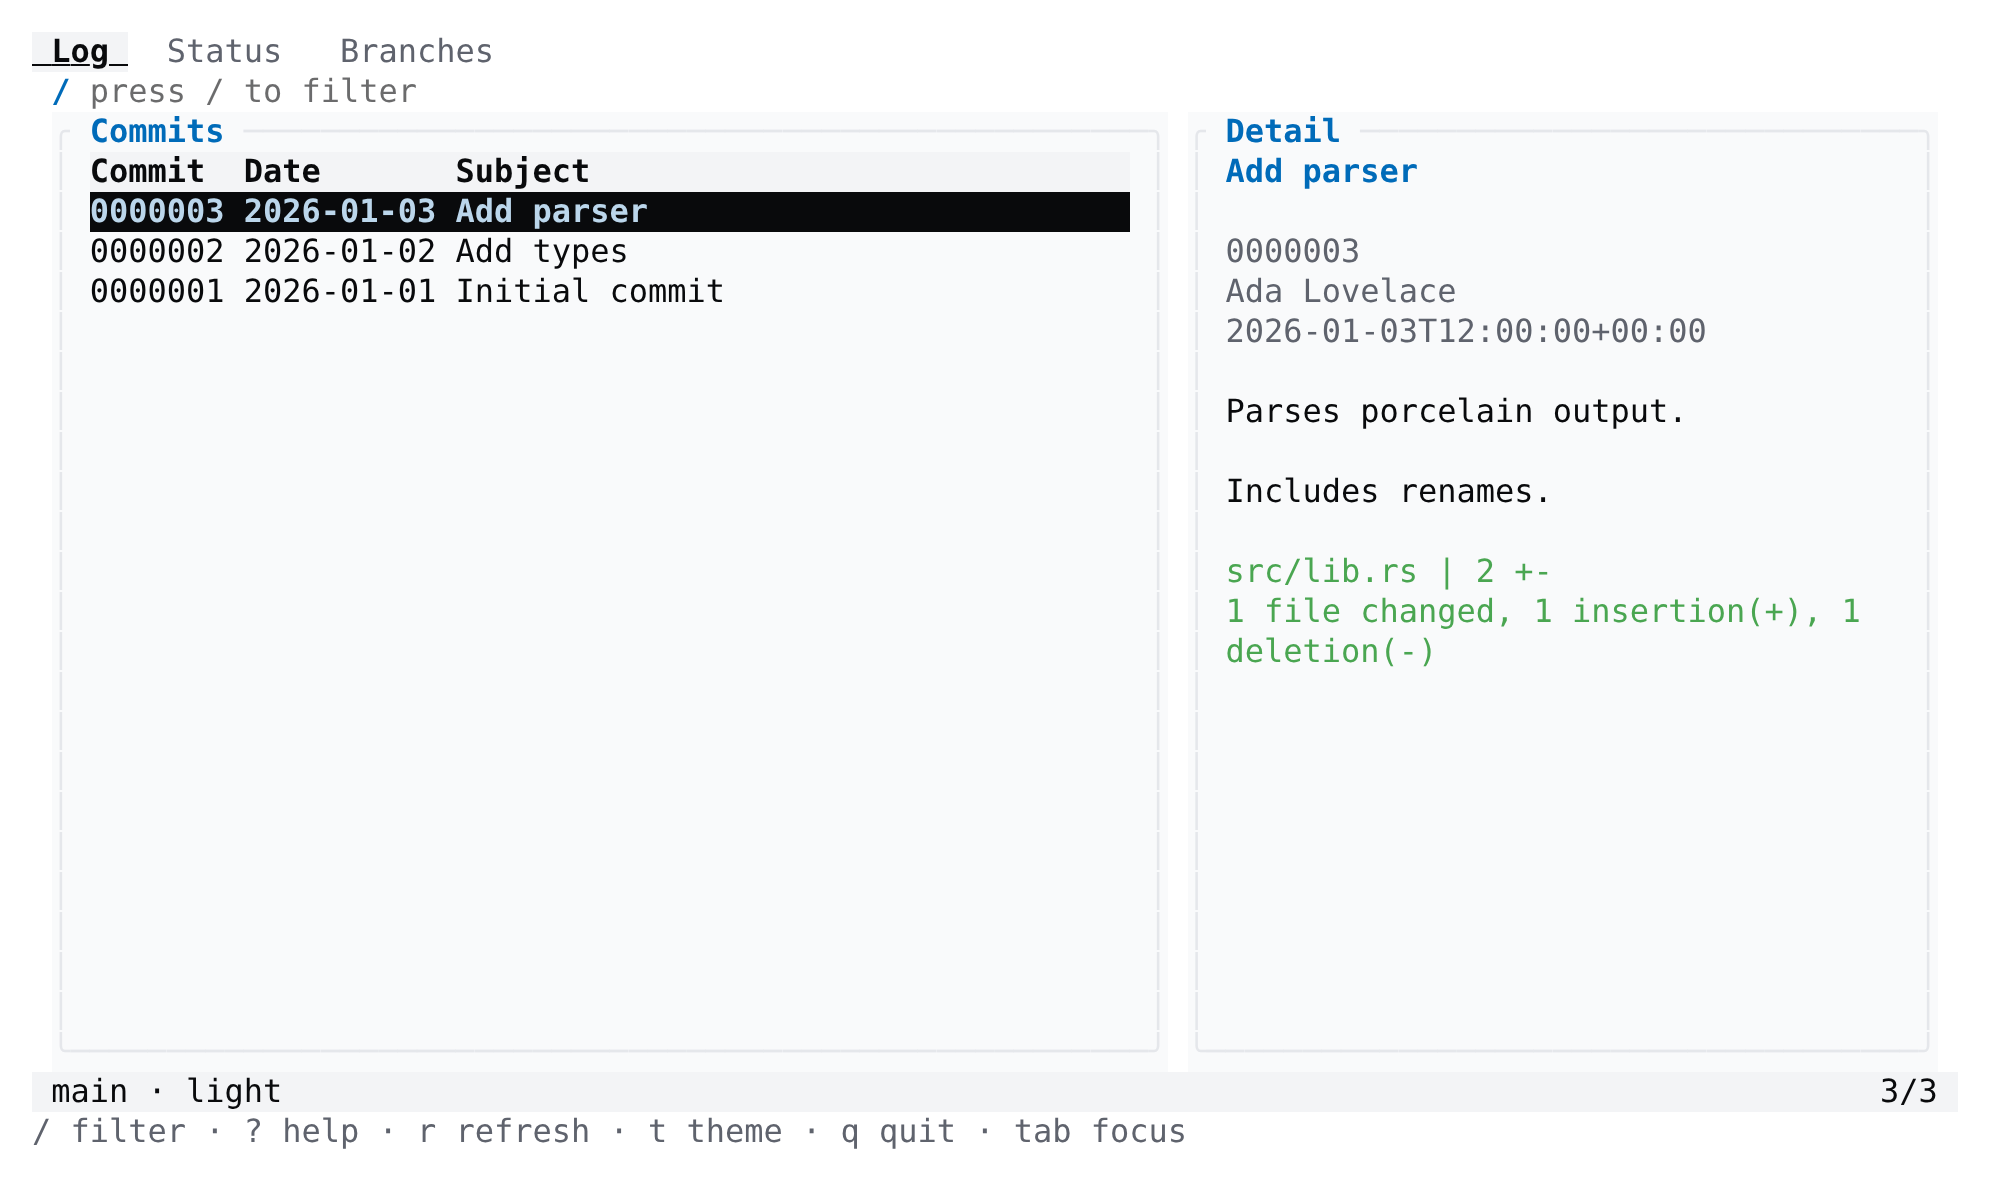 Log Status Branches
/ press / to filter
Commits
Commit Date Subject
0000003 2026-01-03 Add parser
0000002 2026-01-02 Add types
0000001 2026-01-01 Initial commit
Detail
Add parser
0000003
Ada Lovelace
2026-01-03T12:00:00+00:00
Parses porcelain output.
Includes renames.
src/lib.rs | 2 +-
1 file changed, 1 insertion(+), 1
deletion(-)
main · light 3/3
/ filter · ? help · r refresh · t theme · q quit · tab focus